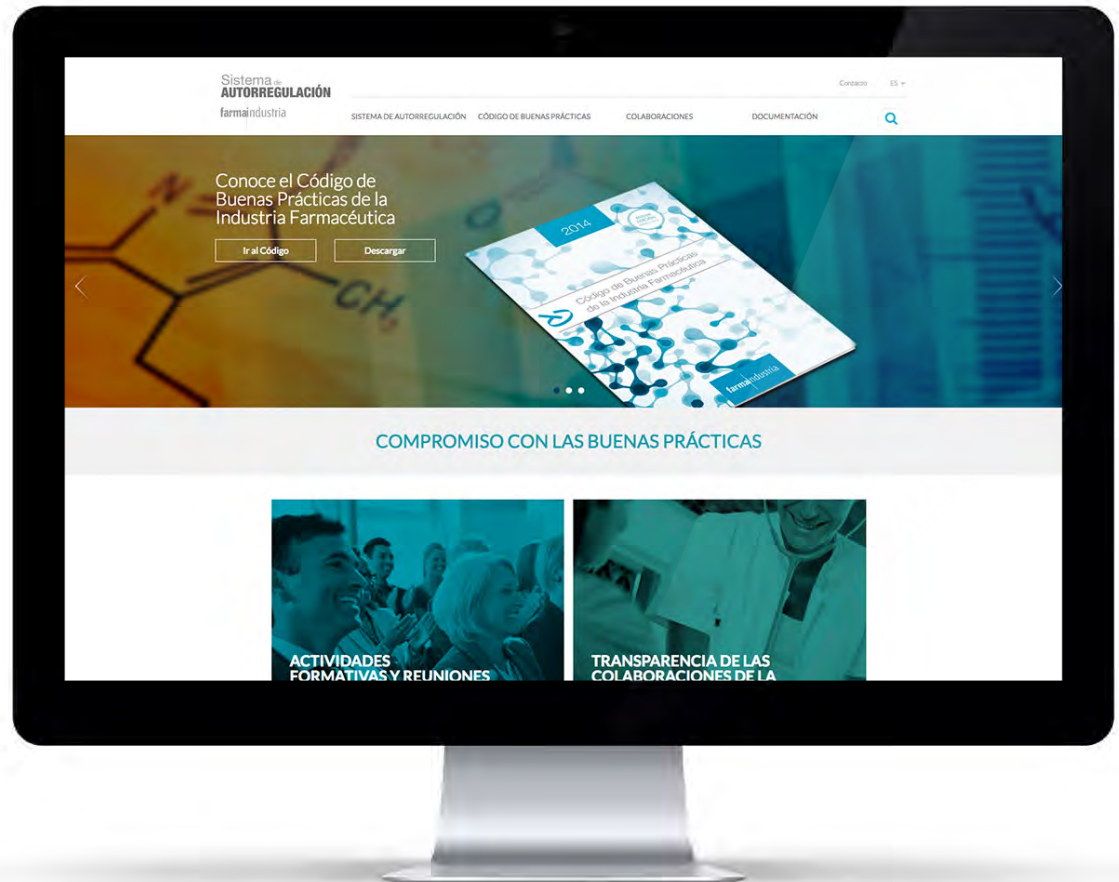 Sistema de
AUTORREGULACIÓN
farmaindustria
Contacto
ES
SISTEMA DE AUTORREGULACIÓN
CÓDIGO DE BUENAS PRÁCTICAS
COLABORACIONES
DOCUMENTACIÓN
Conoce el Código de
Buenas Prácticas de la
Industria Farmacéutica
Ir al Código
Descargar
N
CH3
2014
Código de Buenas Prácticas
de la Industria Farmacéutica
farmaindustria
COMPROMISO CON LAS BUENAS PRÁCTICAS
ACTIVIDADES
FORMATIVAS Y REUNIONES
TRANSPARENCIA DE LAS
COLABORACIONES DE LA